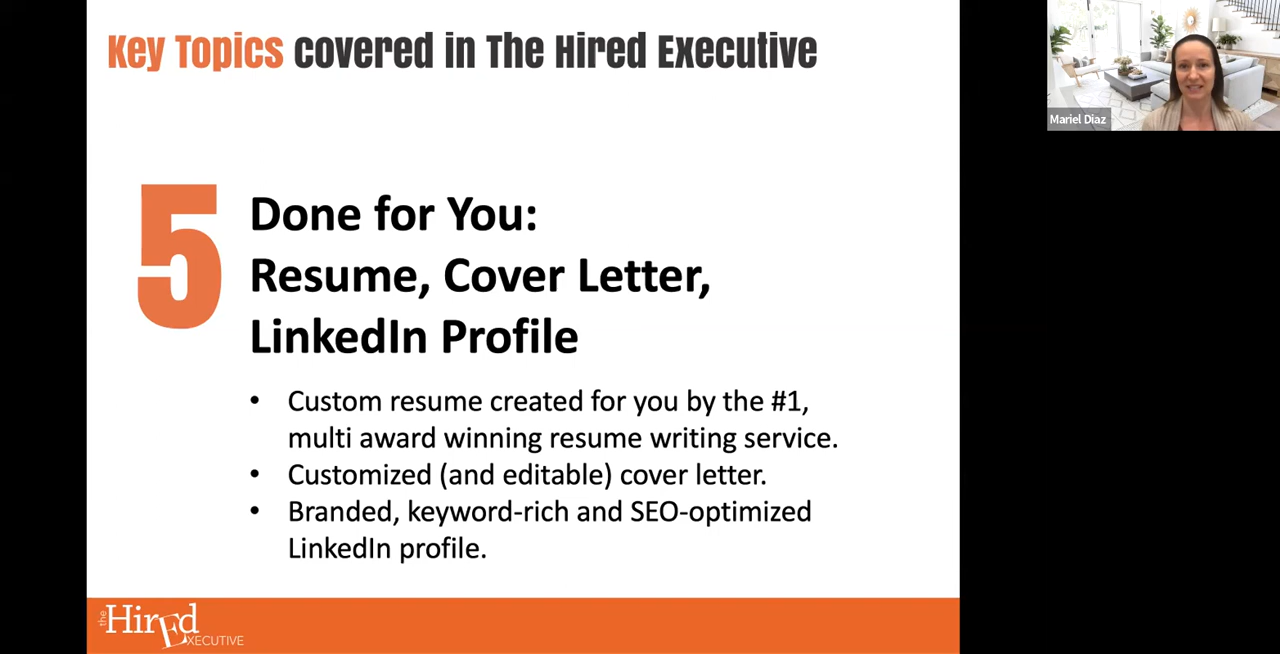 Key Topics covered in The Hired Executive
Mariel Diaz
5
Done for You:
Resume, Cover Letter,
LinkedIn Profile
• Custom resume created for you by the #1,
multi award winning resume writing service.
• Customized (and editable) cover letter.
• Branded, keyword-rich and SEO-optimized
LinkedIn profile.
the HirEd
EXECUTIVE